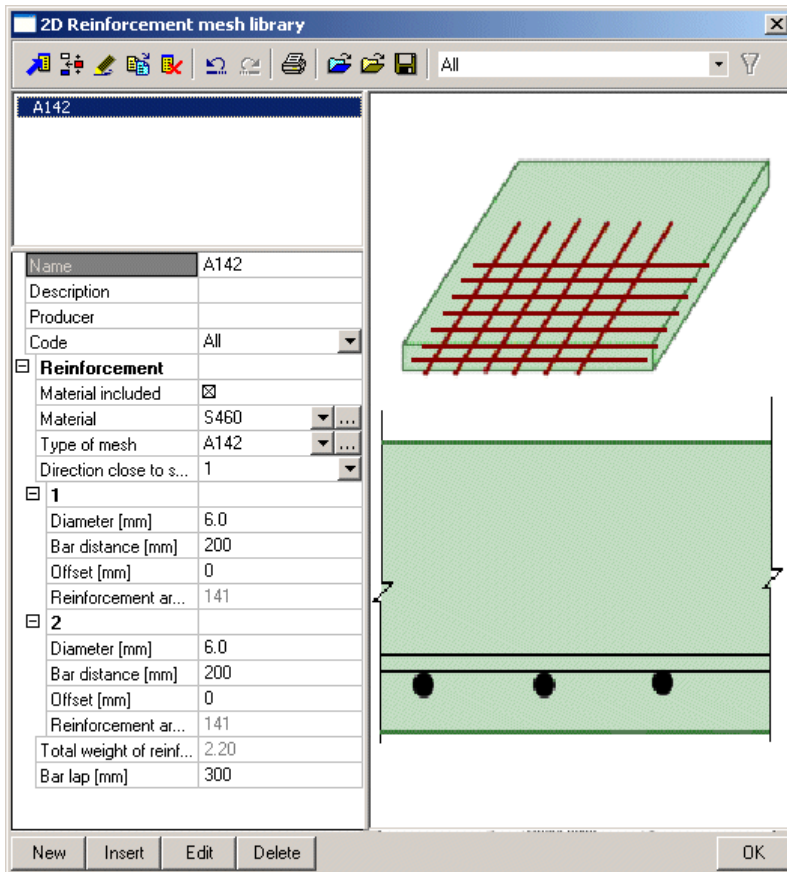 2D Reinforcement mesh library
All
A142
Name A142
Description
Producer
Code All
Reinforcement
Material included
Material S460 ...
Type of mesh A142 ...
Direction close to s... 1
1
Diameter [mm] 6.0
Bar distance [mm] 200
Offset [mm] 0
Reinforcement ar... 141
2
Diameter [mm] 6.0
Bar distance [mm] 200
Offset [mm] 0
Reinforcement ar... 141
Total weight of reinf... 2.20
Bar lap [mm] 300
New Insert Edit Delete OK